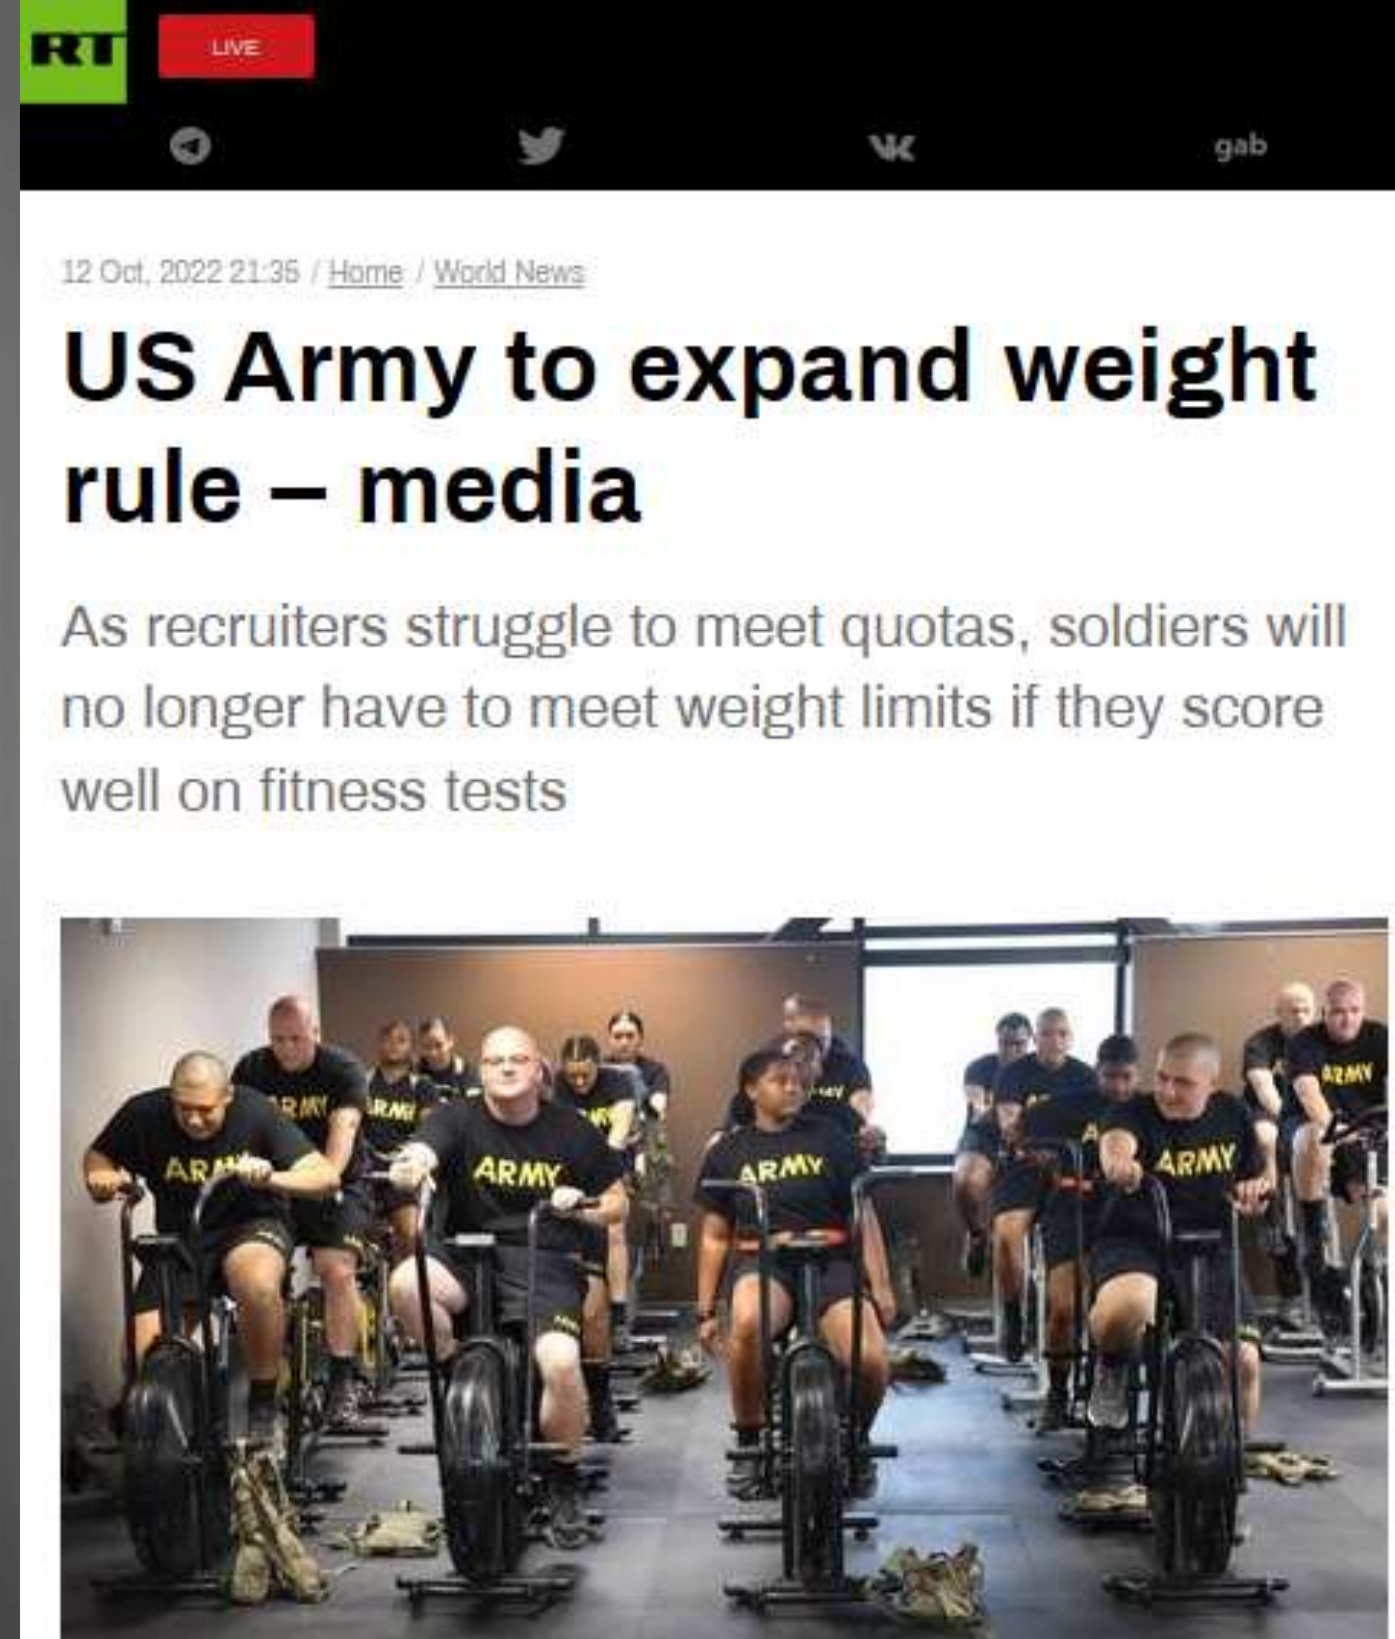 RT
LIVE
gab
12 Oct, 2022 21:35 / Home / World News
US Army to expand weight
rule – media
As recruiters struggle to meet quotas, soldiers will
no longer have to meet weight limits if they score
well on fitness tests
ARMY
ARMY
ARMY
ARMY
ARMY
ARMY
ARMY